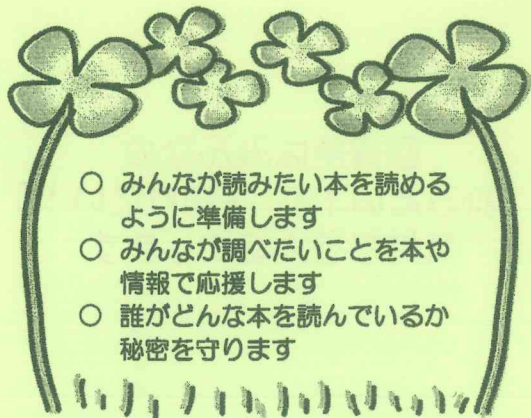 ○ みんなが読みたい本を読める
ように準備します
○ みんなが調べたいことを本や
情報で応援します
○ 誰がどんな本を読んでいるか
秘密を守ります